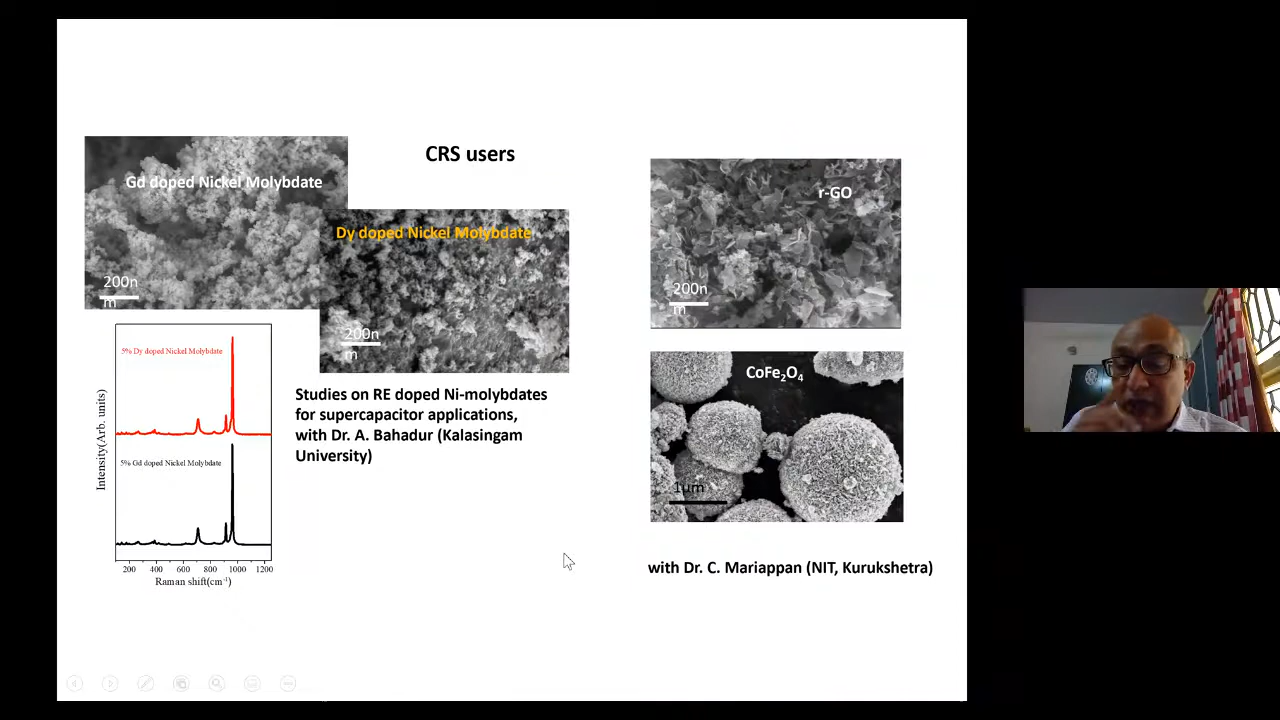 CRS users
Gd doped Nickel Molybdate
200n
m
Dy doped Nickel Molybdate
200n
m
5% Dy doped Nickel Molybdate
5% Gd doped Nickel Molybdate
Intensity(Arb. units)
200 400 600 800 1000 1200
Raman shift(cm⁻¹)
Studies on RE doped Ni-molybdates
for supercapacitor applications,
with Dr. A. Bahadur (Kalasingam
University)
r-GO
200n
m
CoFe₂O₄
1um
with Dr. C. Mariappan (NIT, Kurukshetra)